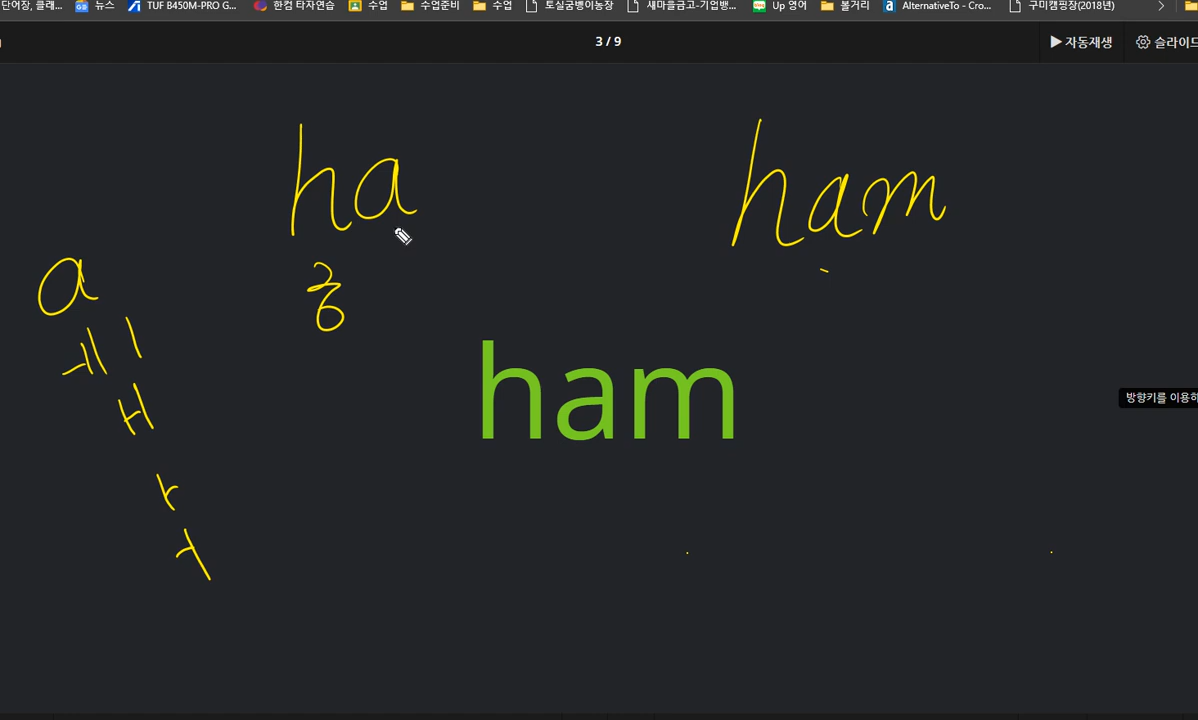 단어장, 클래... 뉴스 TUF B450M-PRO G... 한컴 타자연습 수업 수업준비 수업 토실굼벵이농장 새마을금고-기업뱅... Up 영어 볼거리 AlternativeTo - Cro... 구미캠핑장(2018년)
3 / 9 자동재생 슬라이드
ha ham
a ㅎ
ㅔ ㅣ
ham
ㅐ
방향키를 이용하
ㅏ
ㅓ